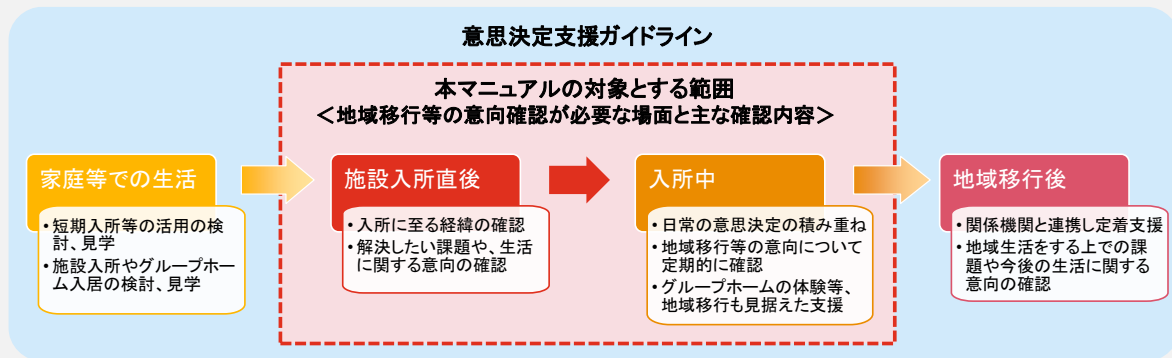 意思決定支援ガイドライン
本マニュアルの対象とする範囲
＜地域移行等の意向確認が必要な場面と主な確認内容＞
家庭等での生活
・短期入所等の活用の検
討、見学
・施設入所やグループホー
ム入居の検討、見学
施設入所直後
・入所に至る経緯の確認
・解決したい課題や、生活
に関する意向の確認
入所中
・日常の意思決定の積み重ね
・地域移行等の意向について
定期的に確認
・グループホームの体験等、
地域移行も見据えた支援
地域移行後
・関係機関と連携し定着支援
・地域生活をする上での課
題や今後の生活に関する
意向の確認